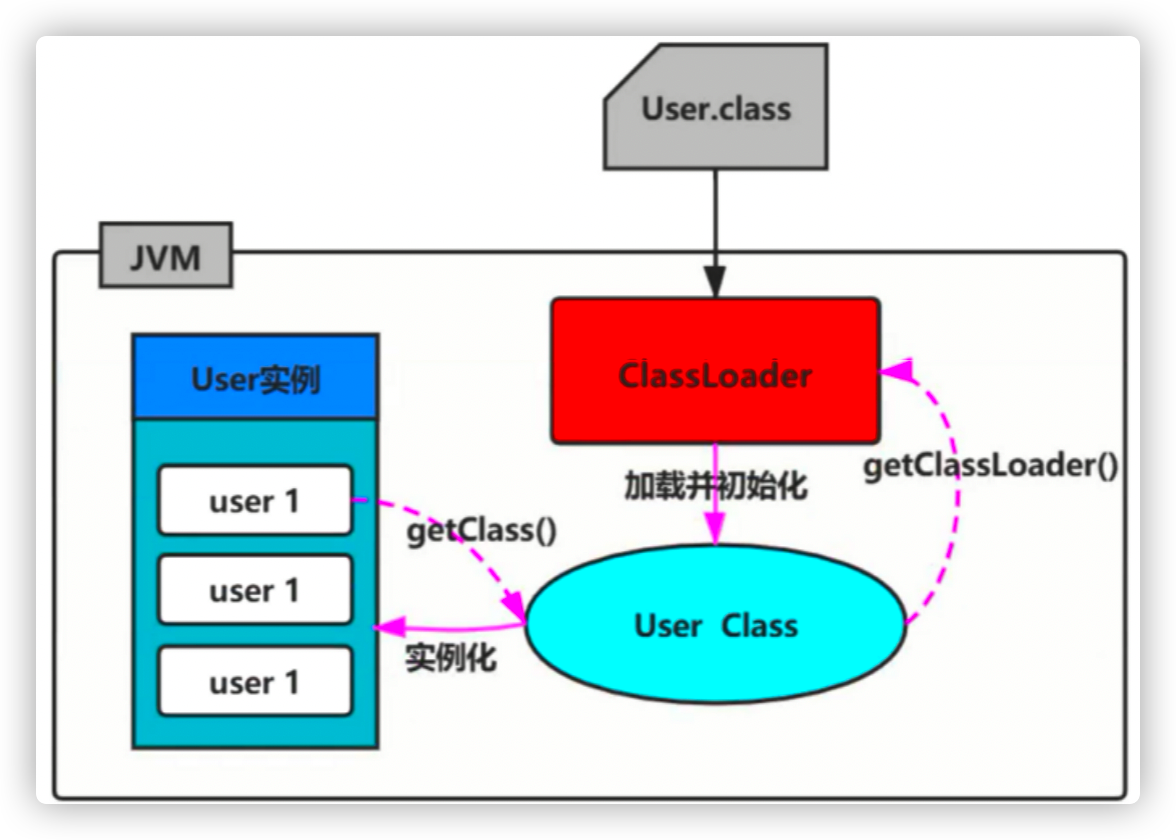 User.class
JVM
ClassLoader
User实例
getClassLoader()
加载并初始化
user 1
getClass()
user 1
User Class
实例化
user 1